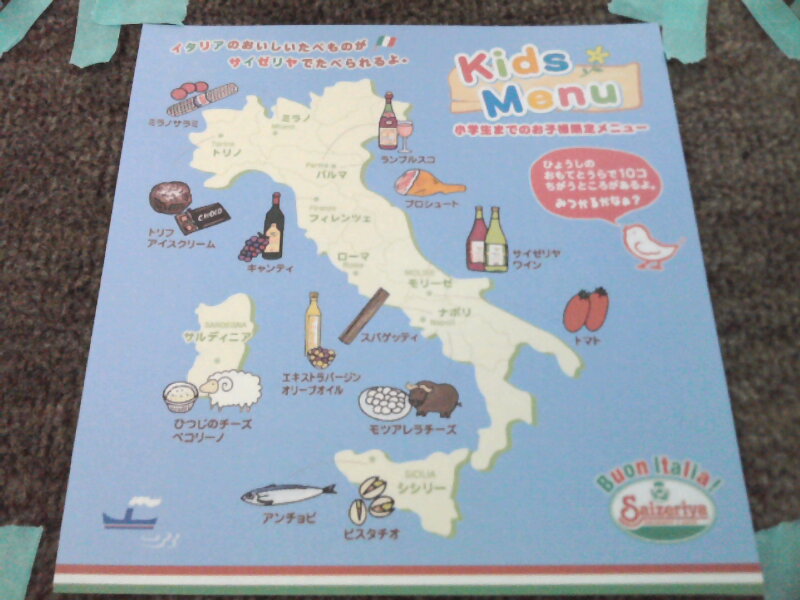 イタリアのおいしいたべものが
サイゼリヤでたべられるよ。
Kids
Menu
小学生までのお子様限定メニュー
ひょうしの
おもてとうらで10コ
ちがうところがあるよ。
みつかるかなぁ?
ミラノサラミ
ミラノ
Milano
Torino
トリノ
ランブルスコ
Parma
パルマ
プロシュート
トリフ
アイスクリーム
CHOCO
キャンティ
Firenze
フィレンツェ
ローマ
Roma
サイゼリヤ
ワイン
MOLISE
モリーゼ
ナポリ
Napoli
トマト
SARDEGNA
サルディニア
スパゲッティ
エキストラバージン
オリーブオイル
ひつじのチーズ
ペコリーノ
モッツアレラチーズ
SICILIA
シシリー
アンチョビ
ピスタチオ
Buon Italia!
Saizeriya